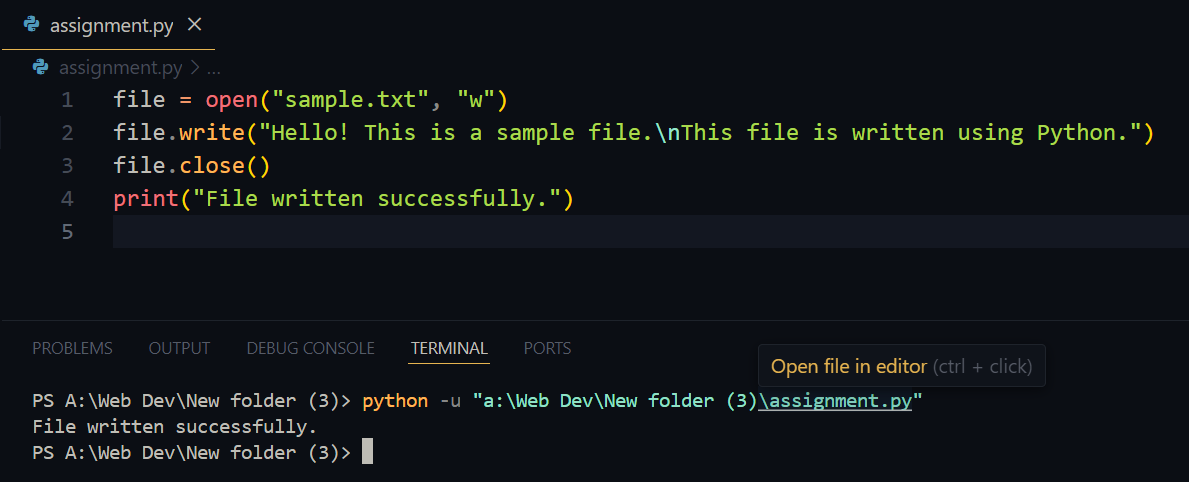 assignment.py
assignment.py > ...
1 file = open("sample.txt", "w")
2 file.write("Hello! This is a sample file.\nThis file is written using Python.")
3 file.close()
4 print("File written successfully.")
5
PROBLEMS OUTPUT DEBUG CONSOLE TERMINAL PORTS
Open file in editor (ctrl + click)
PS A:\Web Dev\New folder (3)> python -u "a:\Web Dev\New folder (3)\assignment.py"
File written successfully.
PS A:\Web Dev\New folder (3)>